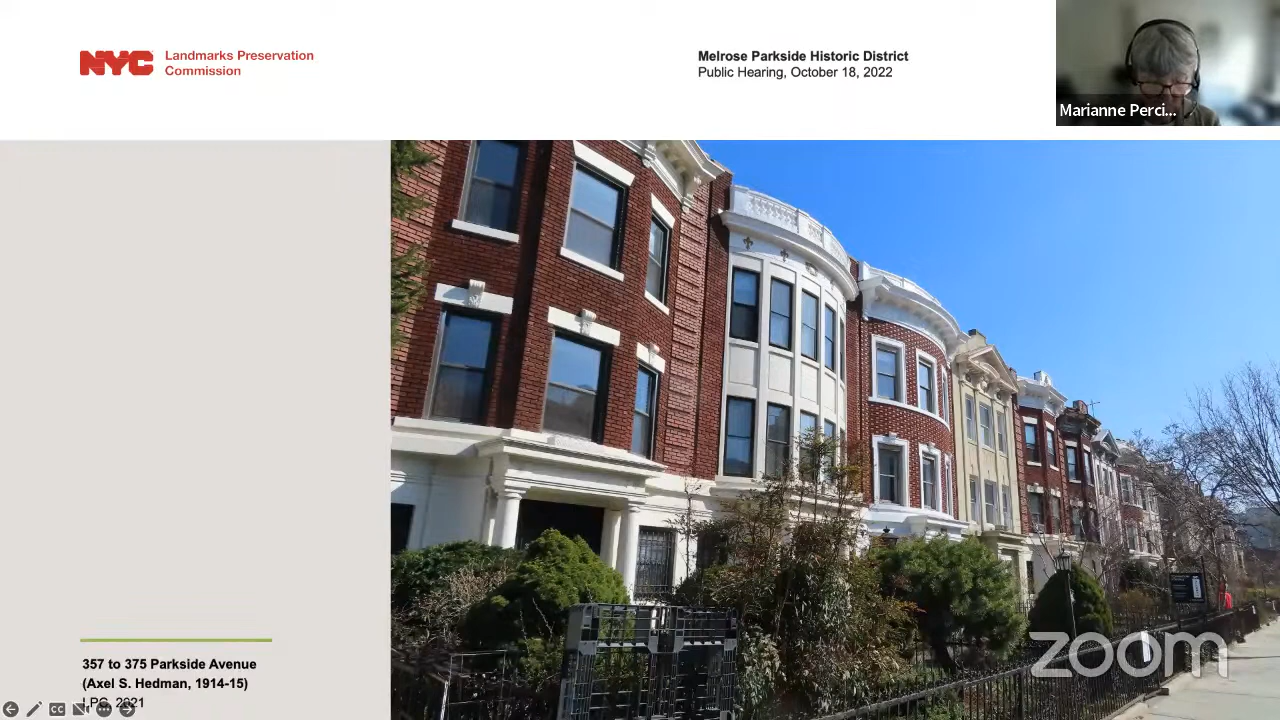 NYC Landmarks Preservation
Commission
Melrose Parkside Historic District
Public Hearing, October 18, 2022
Marianne Perci...
357 to 375 Parkside Avenue
(Axel S. Hedman, 1914-15)
LPC, 2021
CC
zoom